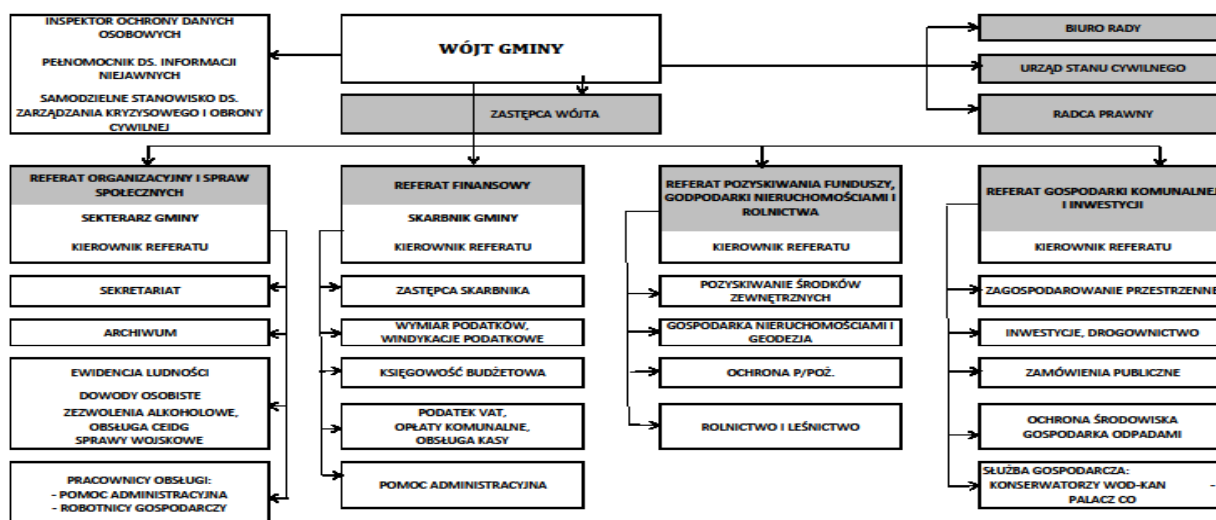 INSPEKTOR OCHRONY DANYCH
OSOBOWYCH
PEŁNOMOCNIK DS. INFORMACJI
NIEJAWNYCH
SAMODZIELNE STANOWISKO DS.
ZARZĄDZANIA KRYZYSOWEGO I OBRONY
CYWILNEJ
WÓJT GMINY
ZASTĘPCA WÓJTA
BIURO RADY
URZĄD STANU CYWILNEGO
RADCA PRAWNY
REFERAT ORGANIZACYJNY I SPRAW
SPOŁECZNYCH
SEKTERARZ GMINY
KIEROWNIK REFERATU
SEKRETARIAT
ARCHIWUM
EWIDENCJA LUDNOŚCI
DOWODY OSOBISTE
ZEZWOLENIA ALKOHOLOWE,
OBSŁUGA CEIDG
SPRAWY WOJSKOWE
PRACOWNICY OBSŁUGI:
- POMOC ADMINISTRACYJNA
- ROBOTNICY GOSPODARCZY
REFERAT FINANSOWY
SKARBNIK GMINY
KIEROWNIK REFERATU
ZASTĘPCA SKARBNIKA
WYMIAR PODATKÓW,
WINDYKACJE PODATKOWE
KSIĘGOWOŚĆ BUDŻETOWA
PODATEK VAT,
OPŁATY KOMUNALNE,
OBSŁUGA KASY
POMOC ADMINISTRACYJNA
REFERAT POZYSKIWANIA FUNDUSZY,
GODPODARKI NIERUCHOMOŚCIAMI I
ROLNICTWA
KIEROWNIK REFERATU
POZYSKIWANIE ŚRODKÓW
ZEWNĘTRZNYCH
GOSPODARKA NIERUCHOMOŚCIAMI I
GEODEZJA
OCHRONA P/POŻ.
ROLNICTWO I LEŚNICTWO
REFERAT GOSPODARKI KOMUNALNEJ
I INWESTYCJI
KIEROWNIK REFERATU
ZAGOSPODAROWANIE PRZESTRZENNE
INWESTYCJE, DROGOWNICTWO
ZAMÓWIENIA PUBLICZNE
OCHRONA ŚRODOWISKA
GOSPODARKA ODPADAMI
SŁUŻBA GOSPODARCZA:
KONSERWATORZY WOD-KAN -
PALACZ CO